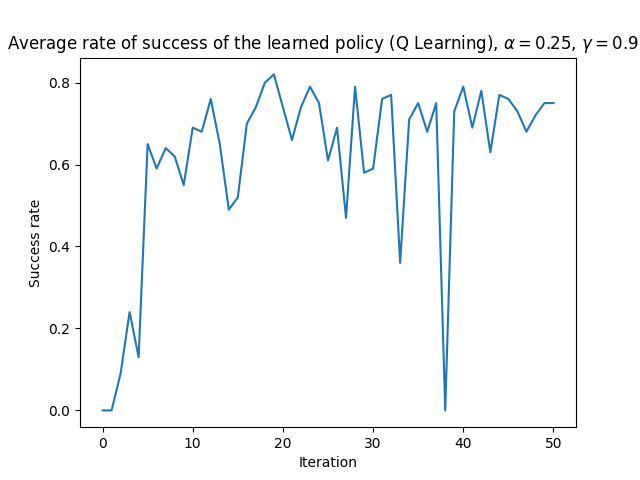 Average rate of success of the learned policy (Q Learning), α = 0.25, γ = 0.9
Success rate
0.8
0.6
0.4
0.2
0.0
0 10 20 30 40 50
Iteration